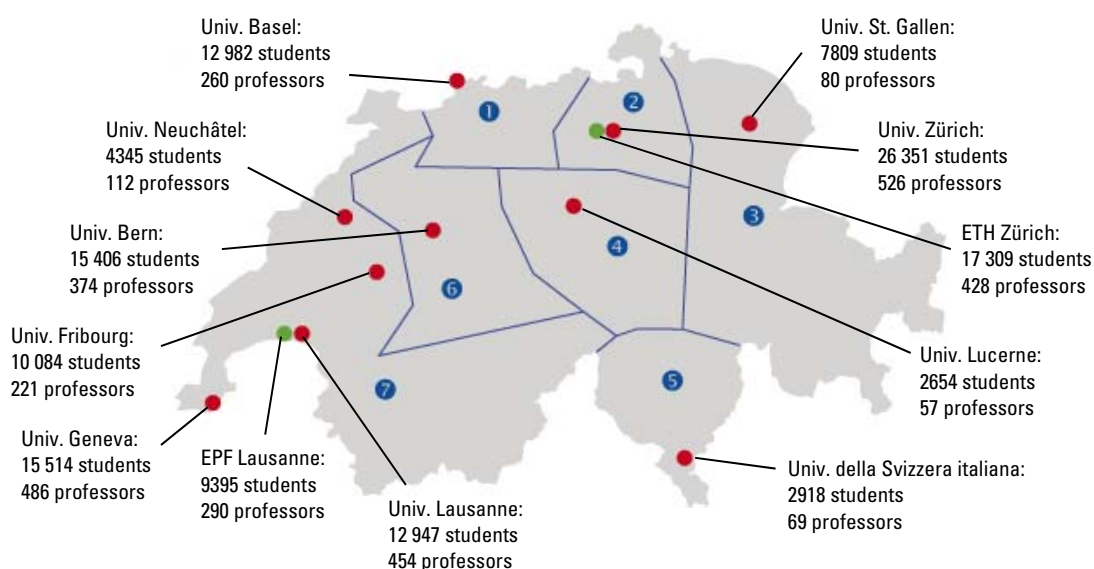 Univ. Basel:
12 982 students
260 professors
Univ. St. Gallen:
7809 students
80 professors
Univ. Neuchâtel:
4345 students
112 professors
Univ. Zürich:
26 351 students
526 professors
Univ. Bern:
15 406 students
374 professors
ETH Zürich:
17 309 students
428 professors
Univ. Fribourg:
10 084 students
221 professors
Univ. Lucerne:
2654 students
57 professors
Univ. Geneva:
15 514 students
486 professors
EPF Lausanne:
9395 students
290 professors
Univ. Lausanne:
12 947 students
454 professors
Univ. della Svizzera italiana:
2918 students
69 professors
1
2
3
4
5
6
7